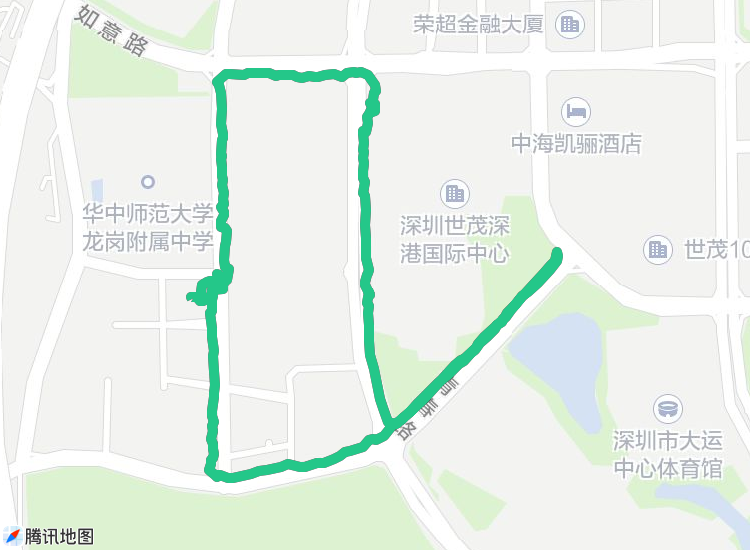 如意路
荣超金融大厦
中海凯骊酒店
华中师范大学
龙岗附属中学
深圳世茂深
港国际中心
世茂10
深圳市大运
中心体育馆
腾讯地图